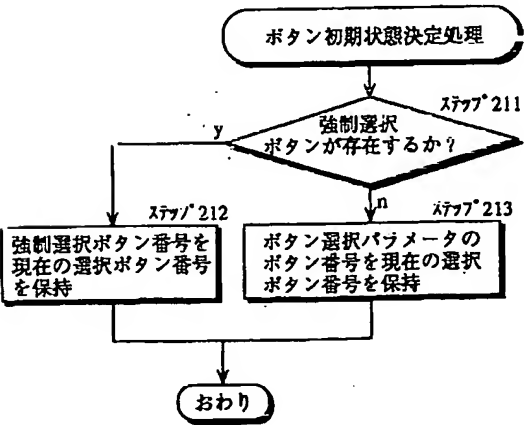 ボタン初期状態決定処理
ステップ211
強制選択
ボタンが存在するか？
y
n
ステップ212
強制選択ボタン番号を
現在の選択ボタン番号
を保持
ステップ213
ボタン選択パラメータの
ボタン番号を現在の選択
ボタン番号を保持
おわり